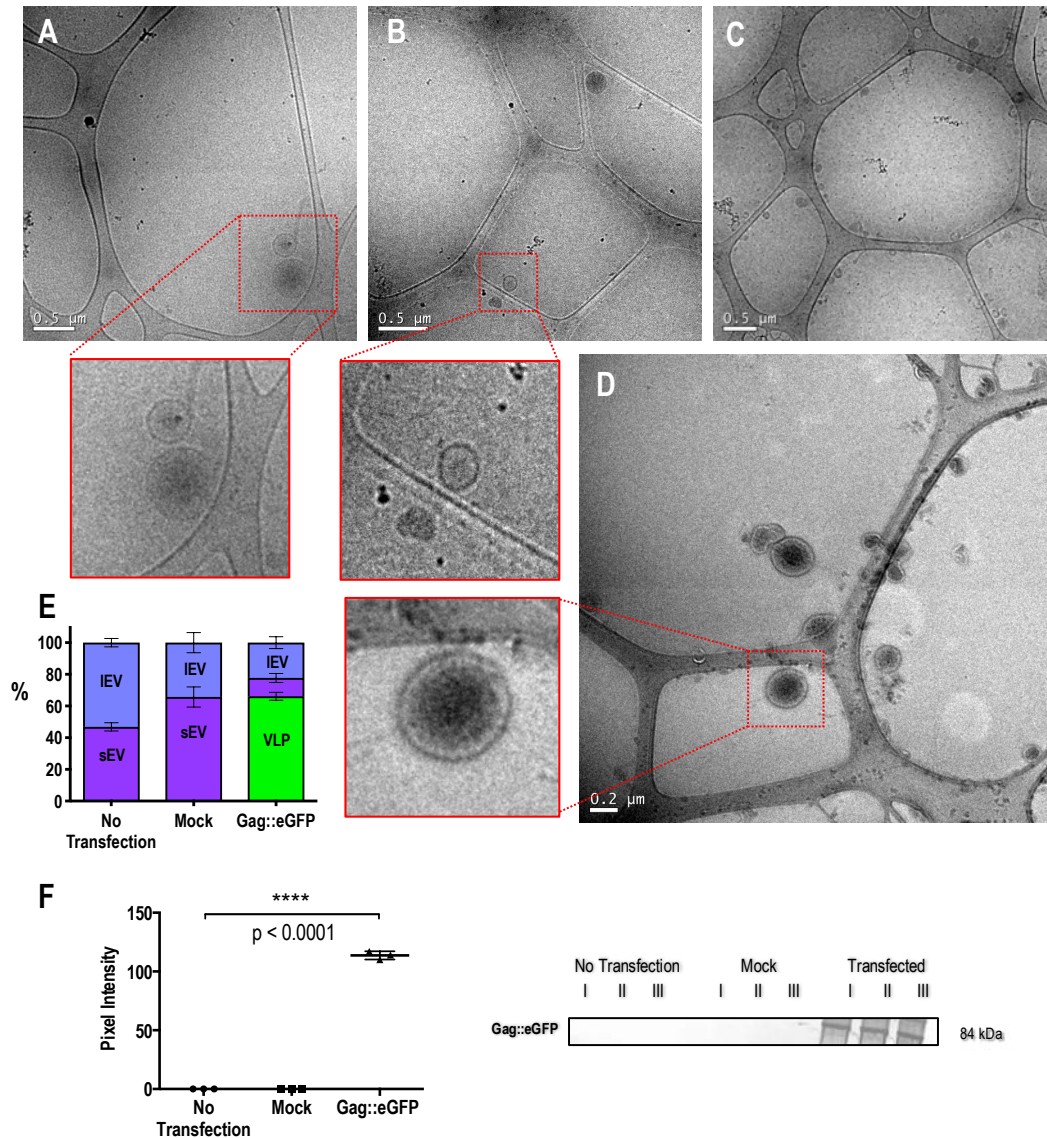 A
B
C
0.5 µm
0.5 µm
0.5 µm
D
0.2 µm
E
%
100
80
60
40
20
0
lEV
sEV
lEV
sEV
lEV
VLP
No
Transfection
Mock
Gag::eGFP
F
Pixel Intensity
150
100
50
0
****
p < 0.0001
No
Transfection
Mock
Gag::eGFP
No Transfection Mock Transfected
I II III I II III I II III
Gag::eGFP 84 kDa